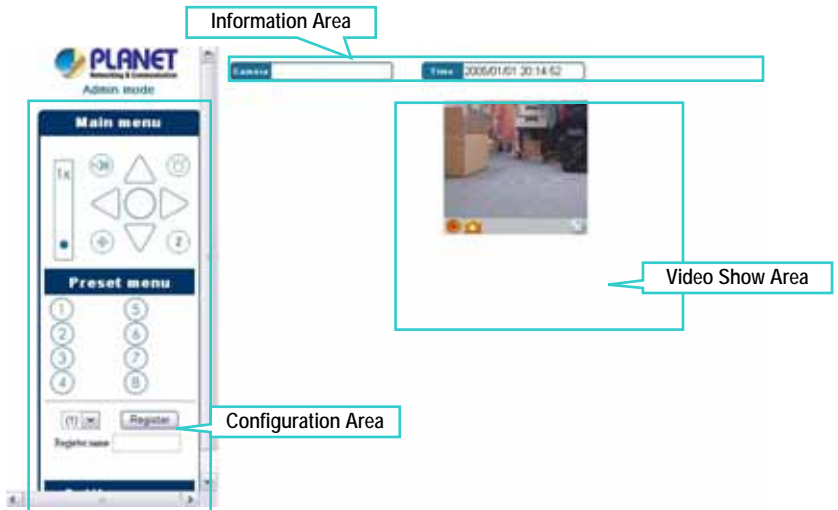 Information Area
PLANET
Networking & Communication
Camera
Time 2005/01/01 20:14:52
Admin mode
Main menu
1x
z
Video Show Area
Preset menu
1 5
2 6
3 7
4 8
(1) Register
Configuration Area
Register name